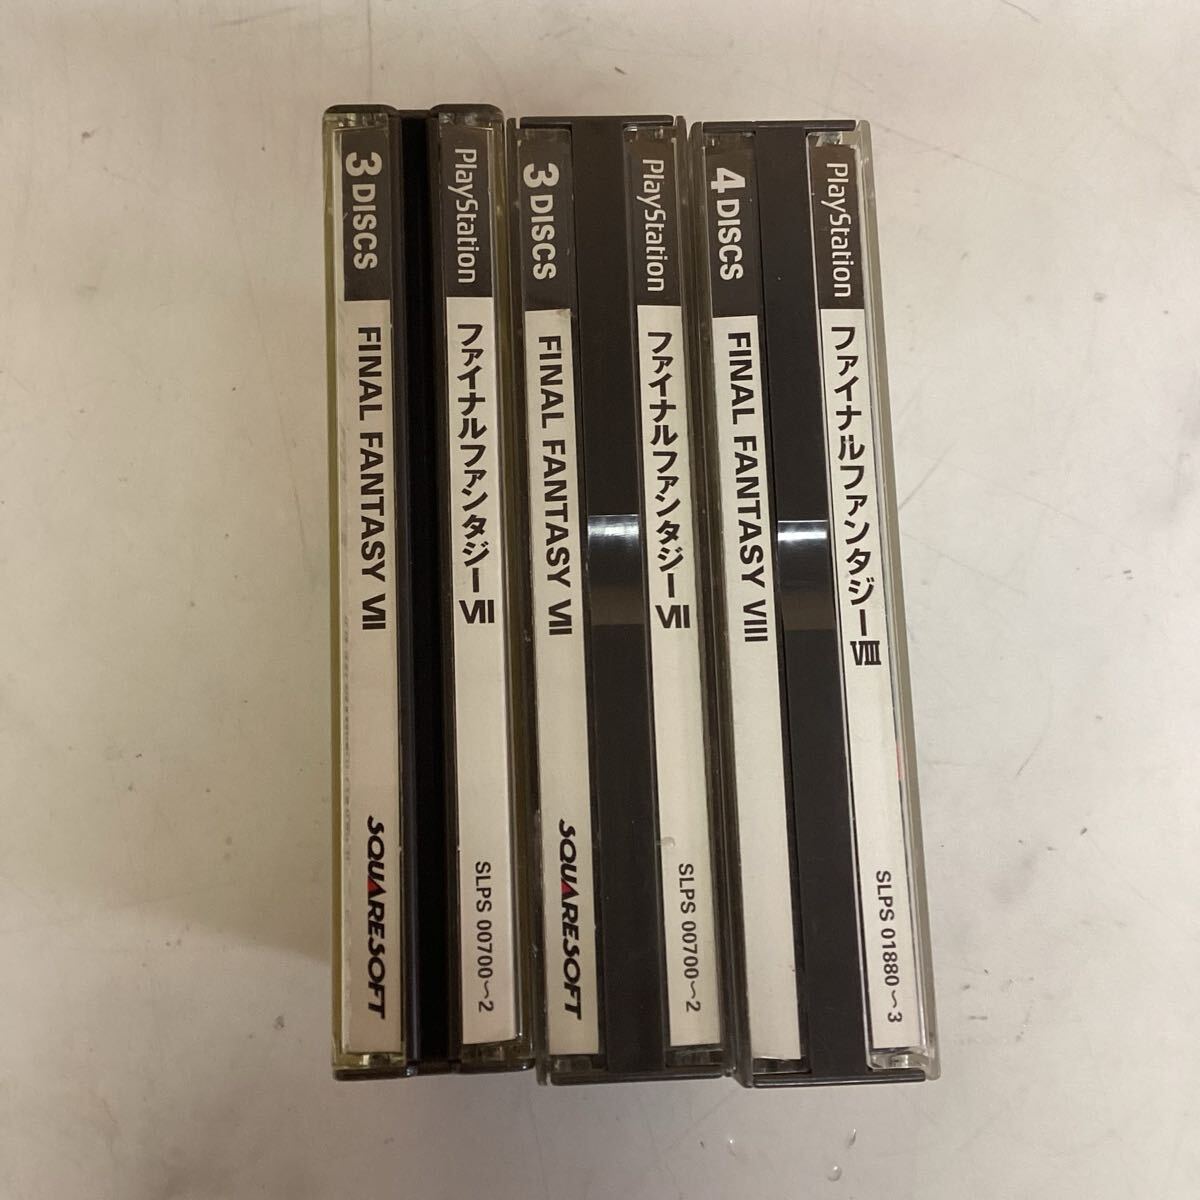 3 DISCS
FINAL FANTASY VII
SQUARESOFT
PlayStation
ファイナルファンタジーVII
SLPS 00700~2
3 DISCS
FINAL FANTASY VII
SQUARESOFT
PlayStation
ファイナルファンタジーVII
SLPS 00700~2
4 DISCS
FINAL FANTASY VIII
PlayStation
ファイナルファンタジーVIII
SLPS 01880~3